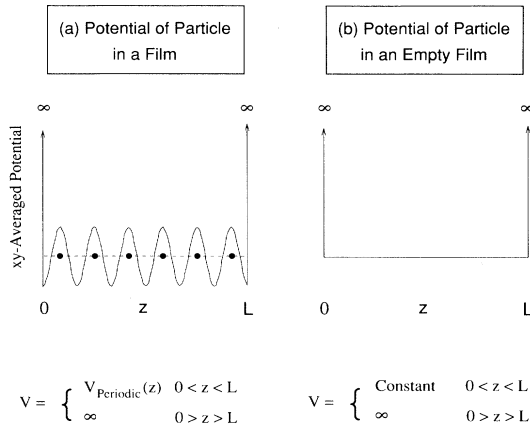 (a) Potential of Particle
in a Film
(b) Potential of Particle
in an Empty Film
∞
∞
∞
∞
xy-Averaged Potential
0
z
L
0
z
L
V = { V_Periodic(z) 0 < z < L
∞ 0 > z > L
V = { Constant 0 < z < L
∞ 0 > z > L